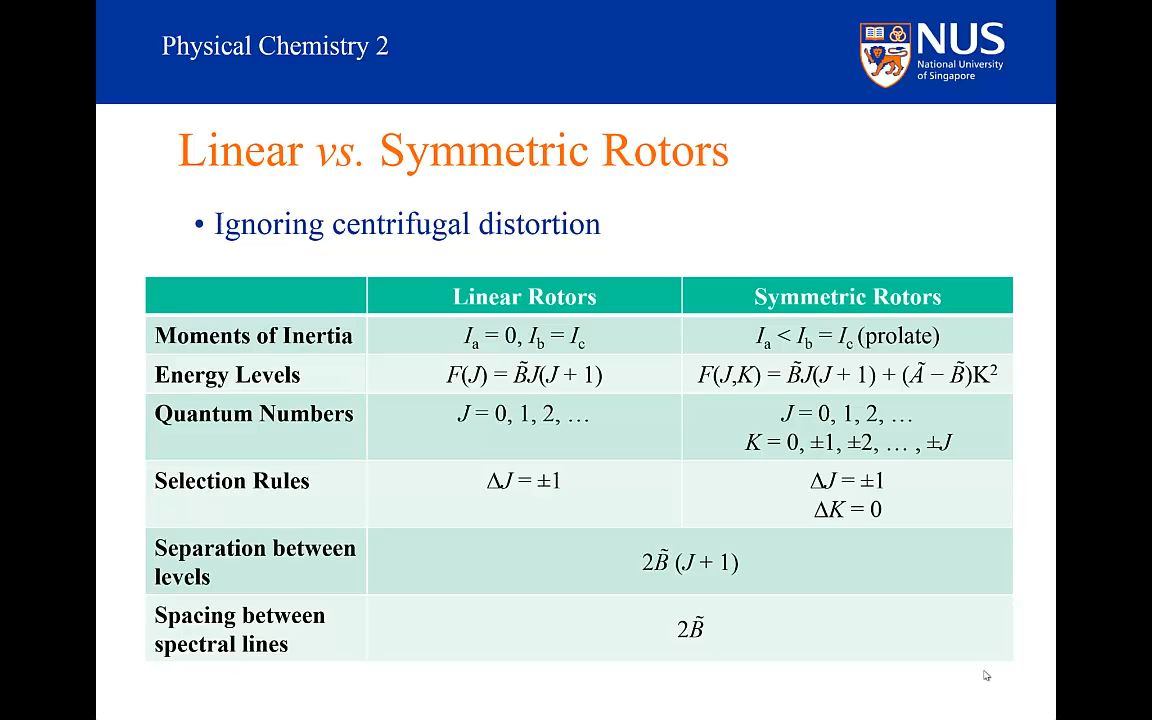 Physical Chemistry 2
NUS
National University
of Singapore
Linear vs. Symmetric Rotors
• Ignoring centrifugal distortion
Linear Rotors Symmetric Rotors
Moments of Inertia Iₐ = 0, I_b = I_c Iₐ < I_b = I_c (prolate)
Energy Levels F(J) = B̃J(J + 1) F(J,K) = B̃J(J + 1) + (Ã − B̃)K²
Quantum Numbers J = 0, 1, 2, … J = 0, 1, 2, …
K = 0, ±1, ±2, … , ±J
Selection Rules ΔJ = ±1 ΔJ = ±1
ΔK = 0
Separation between
levels
2B̃ (J + 1)
Spacing between
spectral lines
2B̃